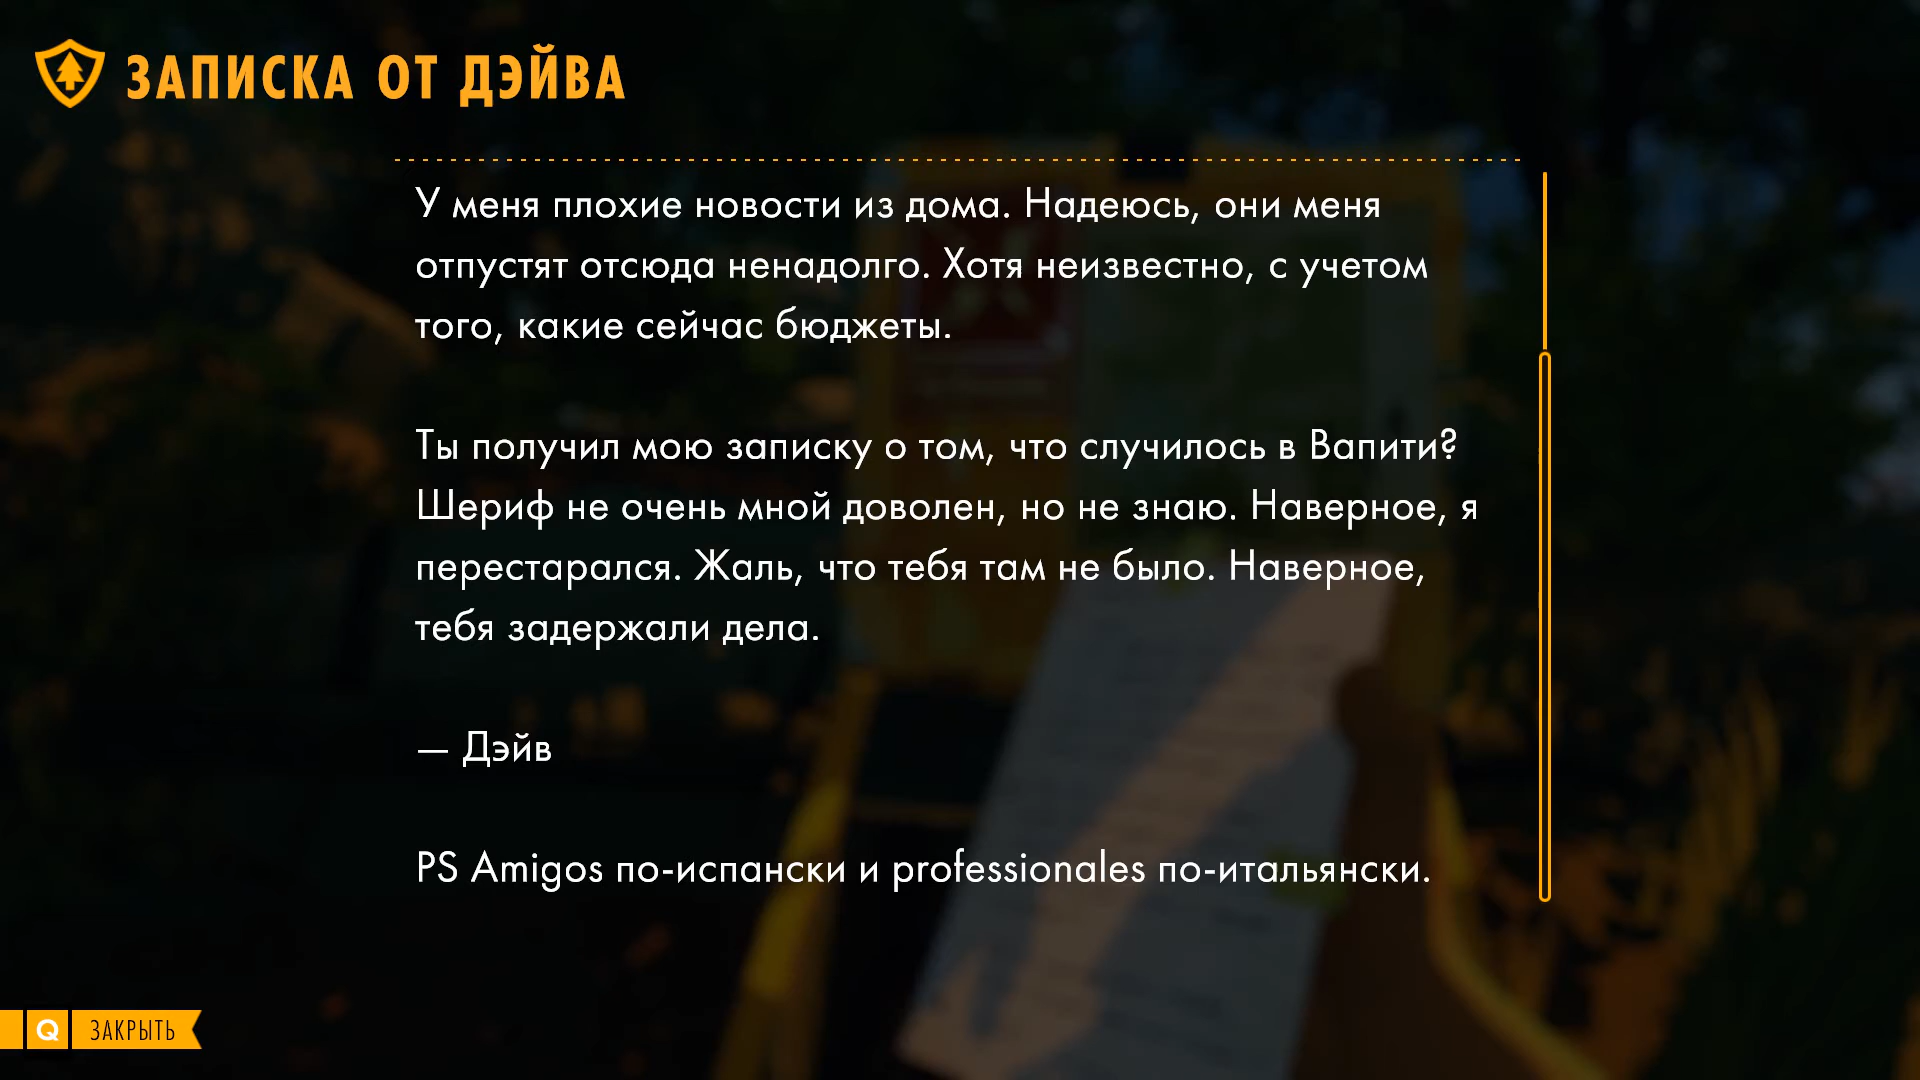 ЗАПИСКА ОТ ДЭЙВА
У меня плохие новости из дома. Надеюсь, они меня
отпустят отсюда ненадолго. Хотя неизвестно, с учетом
того, какие сейчас бюджеты.
Ты получил мою записку о том, что случилось в Вапити?
Шериф не очень мной доволен, но не знаю. Наверное, я
перестарался. Жаль, что тебя там не было. Наверное,
тебя задержали дела.
— Дэйв
PS Amigos по-испански и professionales по-итальянски.
Q ЗАКРЫТЬ